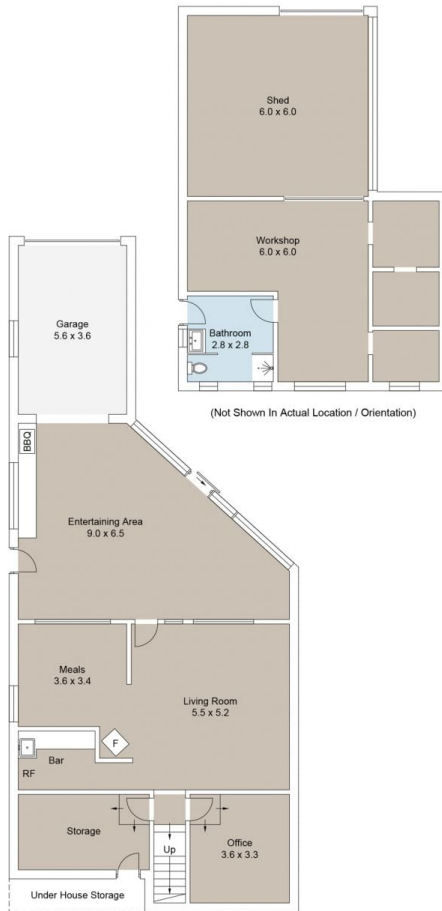 Shed
6.0 x 6.0
Workshop
6.0 x 6.0
Bathroom
2.8 x 2.8
(Not Shown In Actual Location / Orientation)
Garage
5.6 x 3.6
BBQ
Entertaining Area
9.0 x 6.5
Meals
3.6 x 3.4
Living Room
5.5 x 5.2
F
Bar
RF
Storage
Up
Office
3.6 x 3.3
Under House Storage